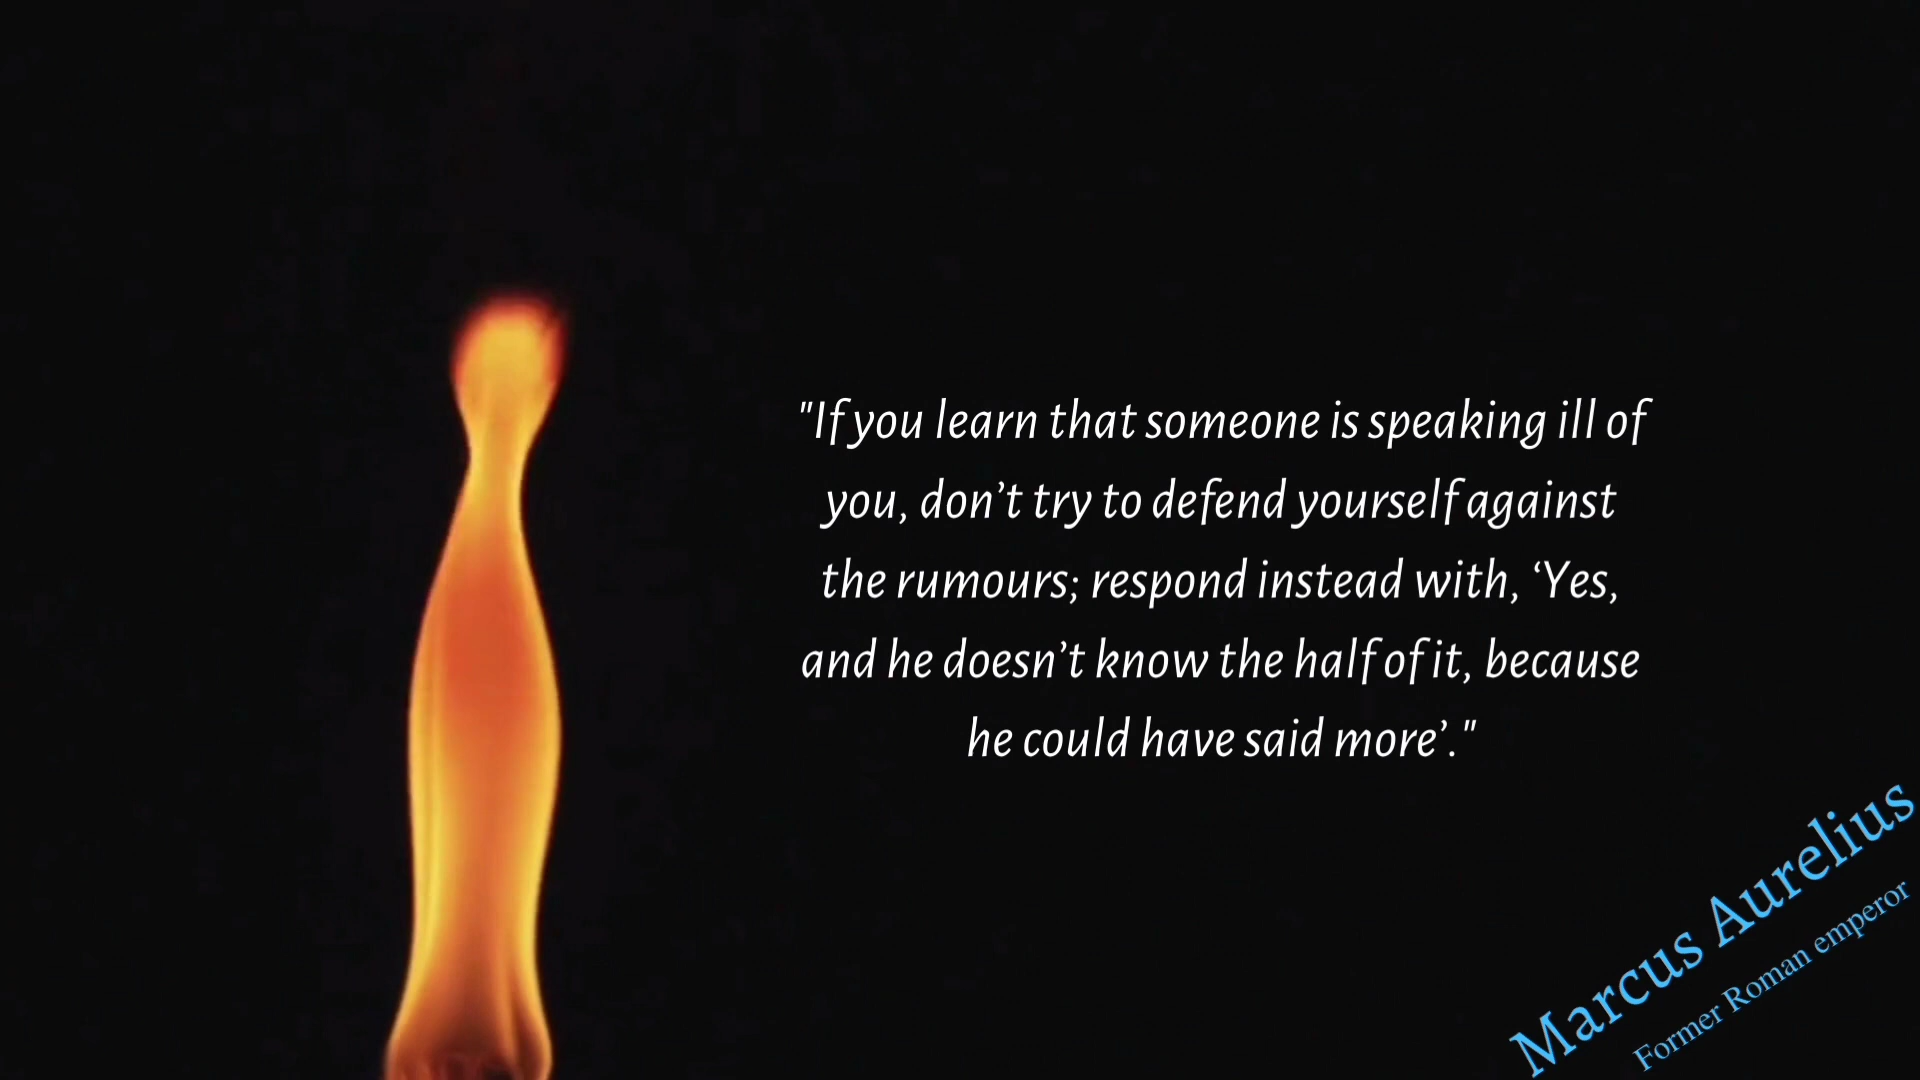 "If you learn that someone is speaking ill of
you, don’t try to defend yourself against
the rumours; respond instead with, ‘Yes,
and he doesn’t know the half of it, because
he could have said more’."
Marcus Aurelius
Former Roman emperor